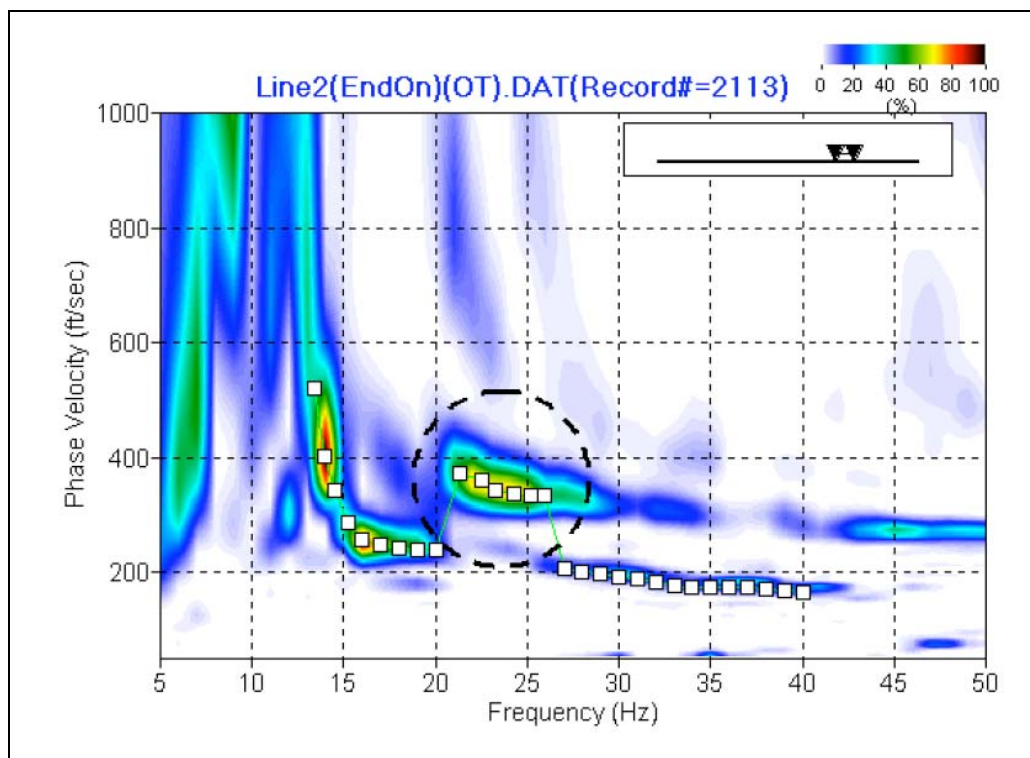 Line2(EndOn)(OT).DAT(Record#=2113)
0 20 40 60 80 100
(%)
Phase Velocity (ft/sec)
1000
800
600
400
200
5 10 15 20 25 30 35 40 45 50
Frequency (Hz)